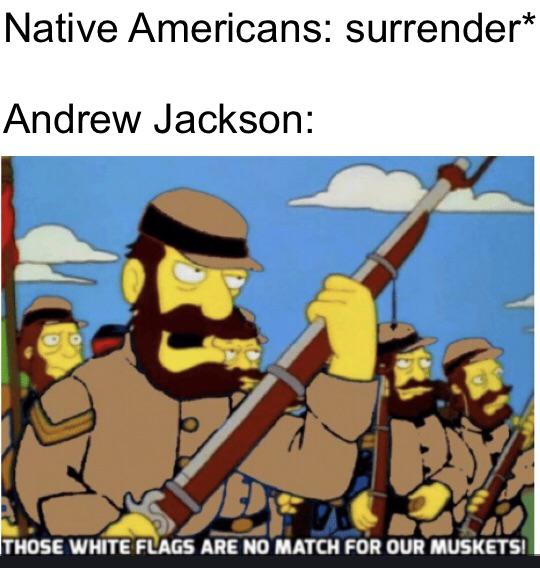 Native Americans: surrender*
Andrew Jackson:
THOSE WHITE FLAGS ARE NO MATCH FOR OUR MUSKETS!